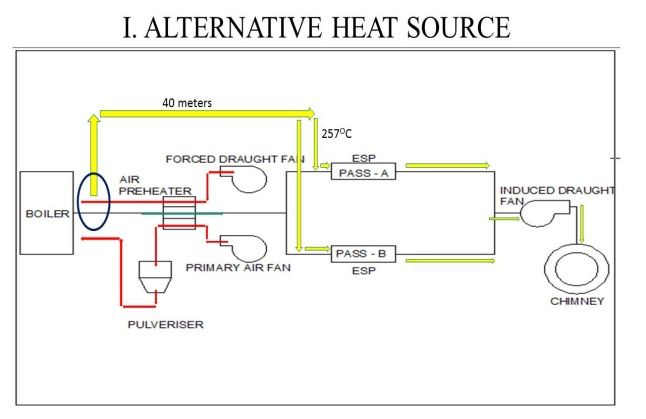 I. ALTERNATIVE HEAT SOURCE
40 meters
257⁰C
FORCED DRAUGHT FAN
ESP
PASS - A
AIR
PREHEATER
INDUCED DRAUGHT
FAN
BOILER
PASS - B
ESP
PRIMARY AIR FAN
CHIMNEY
PULVERISER